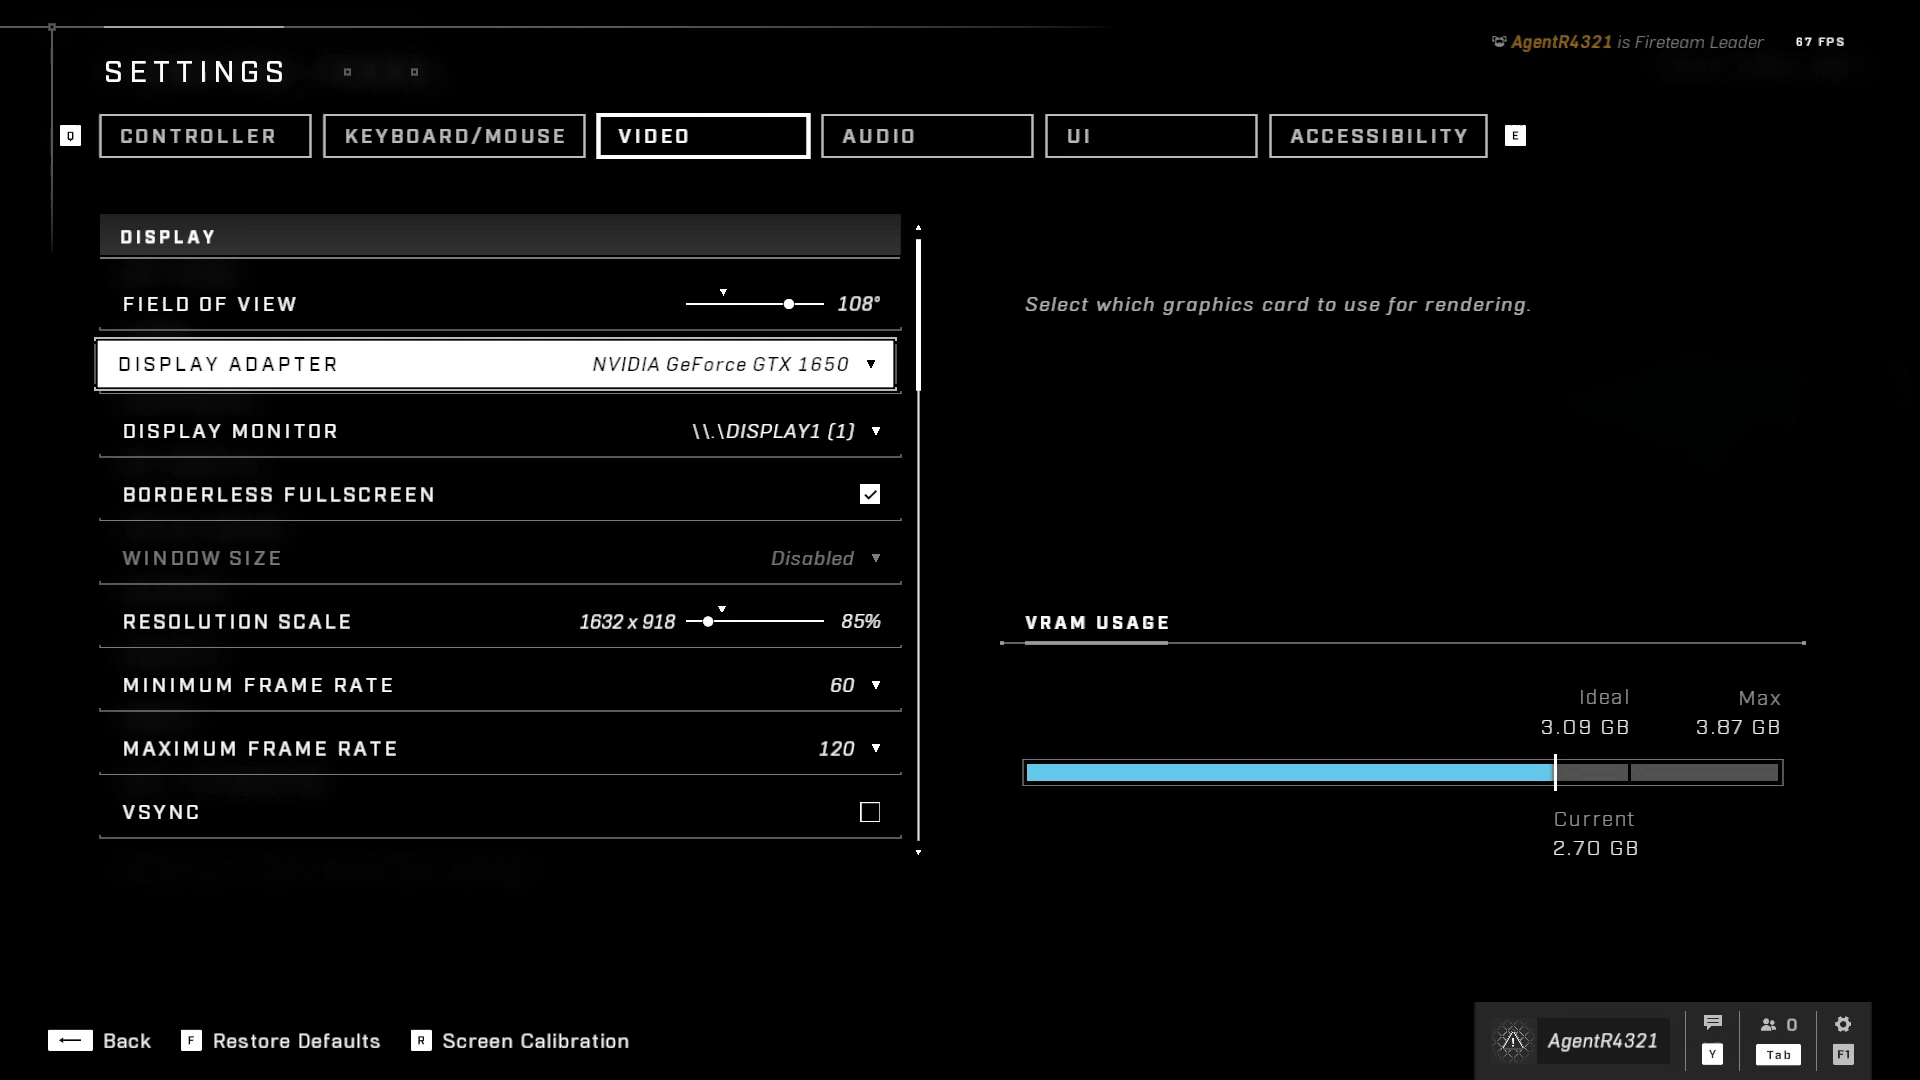 AgentR4321 is Fireteam Leader 67 FPS
SETTINGS
Q CONTROLLER KEYBOARD/MOUSE VIDEO AUDIO UI ACCESSIBILITY E
DISPLAY
FIELD OF VIEW 108°
Select which graphics card to use for rendering.
DISPLAY ADAPTER NVIDIA GeForce GTX 1650
DISPLAY MONITOR \\.\DISPLAY1 (1)
BORDERLESS FULLSCREEN
WINDOW SIZE Disabled
RESOLUTION SCALE 1632 x 918 85%
VRAM USAGE
MINIMUM FRAME RATE 60
Ideal Max
3.09 GB 3.87 GB
MAXIMUM FRAME RATE 120
VSYNC
Current
2.70 GB
Back F Restore Defaults R Screen Calibration
AgentR4321
0
Y Tab F1